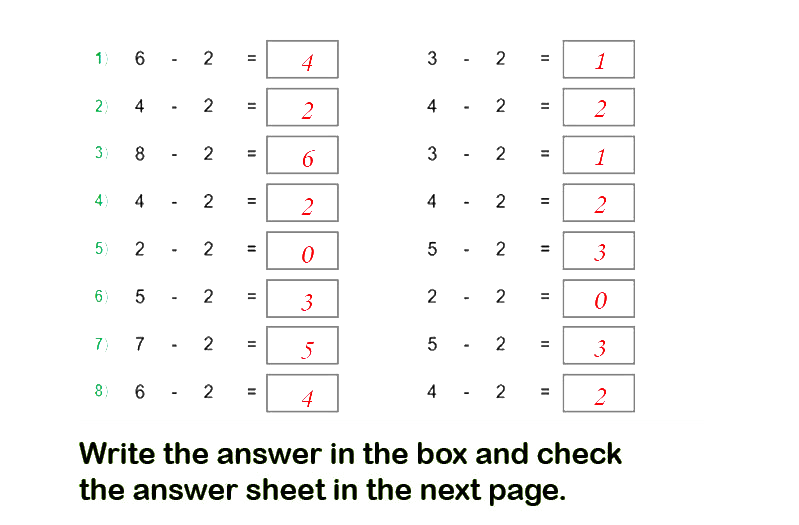 1) 6 - 2 = 4 3 - 2 = 1
2) 4 - 2 = 2 4 - 2 = 2
3) 8 - 2 = 6 3 - 2 = 1
4) 4 - 2 = 2 4 - 2 = 2
5) 2 - 2 = 0 5 - 2 = 3
6) 5 - 2 = 3 2 - 2 = 0
7) 7 - 2 = 5 5 - 2 = 3
8) 6 - 2 = 4 4 - 2 = 2
Write the answer in the box and check
the answer sheet in the next page.